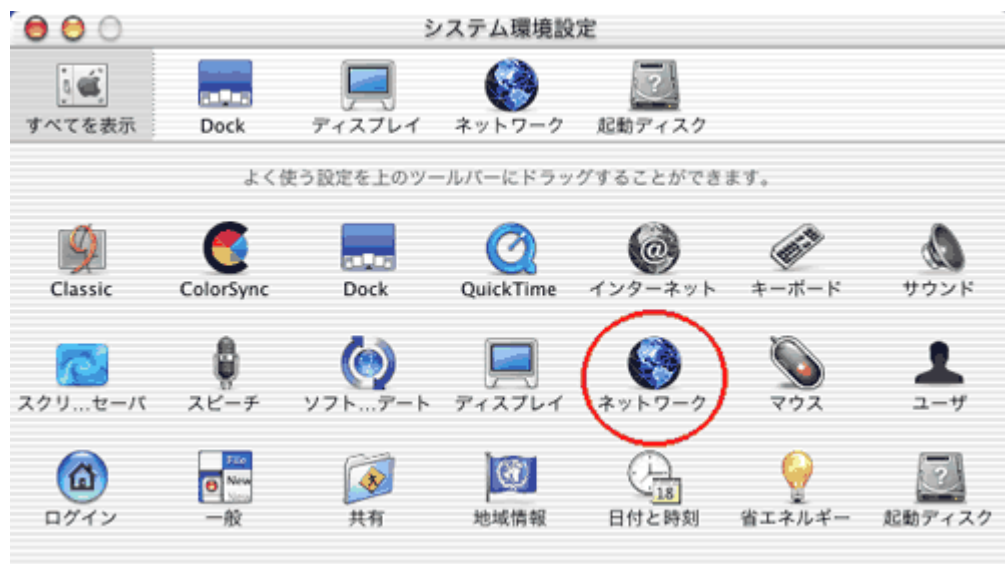 システム環境設定
すべてを表示 Dock ディスプレイ ネットワーク 起動ディスク
よく使う設定を上のツールバーにドラッグすることができます。
Classic ColorSync Dock QuickTime インターネット キーボード サウンド
スクリ...セーバ スピーチ ソフト...デート ディスプレイ ネットワーク マウス ユーザ
File
New
18
ログイン 一般 共有 地域情報 日付と時刻 省エネルギー 起動ディスク